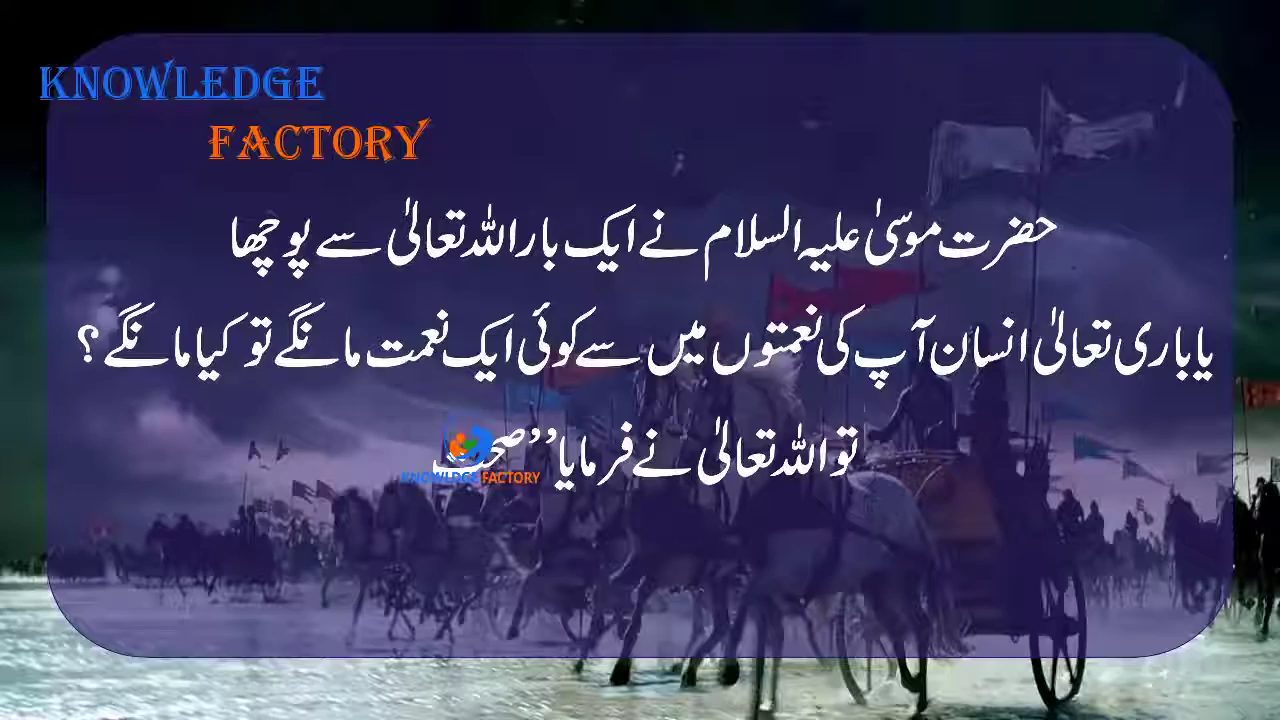 KNOWLEDGE
FACTORY
حضرت موسیٰ علیہ السلام نے ایک بار اللہ تعالیٰ سے پوچھا
یا باری تعالیٰ انسان آپ کی نعمتوں میں سے کوئی ایک نعمت مانگے تو کیا مانگے؟
تو اللہ تعالیٰ نے فرمایا’’صحت
KNOWLDGE FACTORY